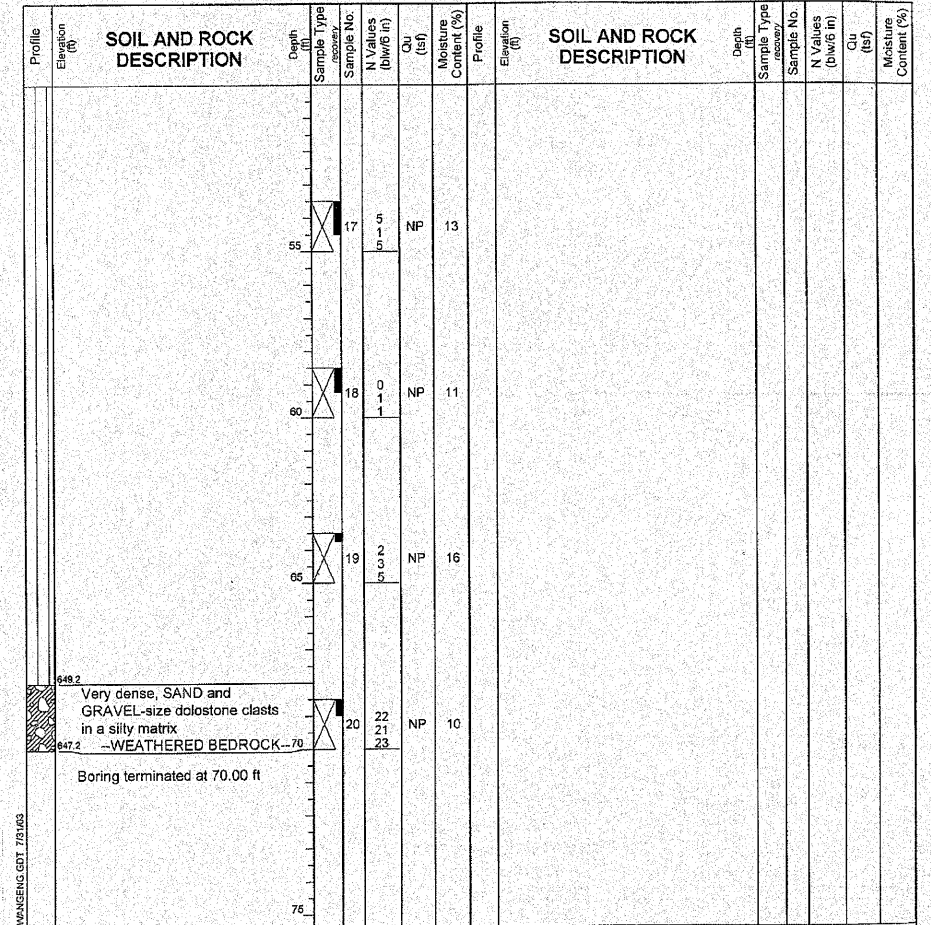 Profile
Elevation
(ft)
SOIL AND ROCK
DESCRIPTION
Depth
(ft)
Sample Type
recovery
Sample No.
N Values
(blw/6 in)
Qu
(tsf)
Moisture
Content (%)
Profile
Elevation
(ft)
SOIL AND ROCK
DESCRIPTION
Depth
(ft)
Sample Type
recovery
Sample No.
N Values
(blw/6 in)
Qu
(tsf)
Moisture
Content (%)
17 5 NP 13
1
55 5
18 0 NP 11
1
60 1
19 2 NP 16
3
65 5
649.2
Very dense, SAND and
GRAVEL-size dolostone clasts
in a silty matrix
20 22 NP 10
21
647.2 --WEATHERED BEDROCK--70 23
Boring terminated at 70.00 ft
75
WANGENG.GDT 7/31/03